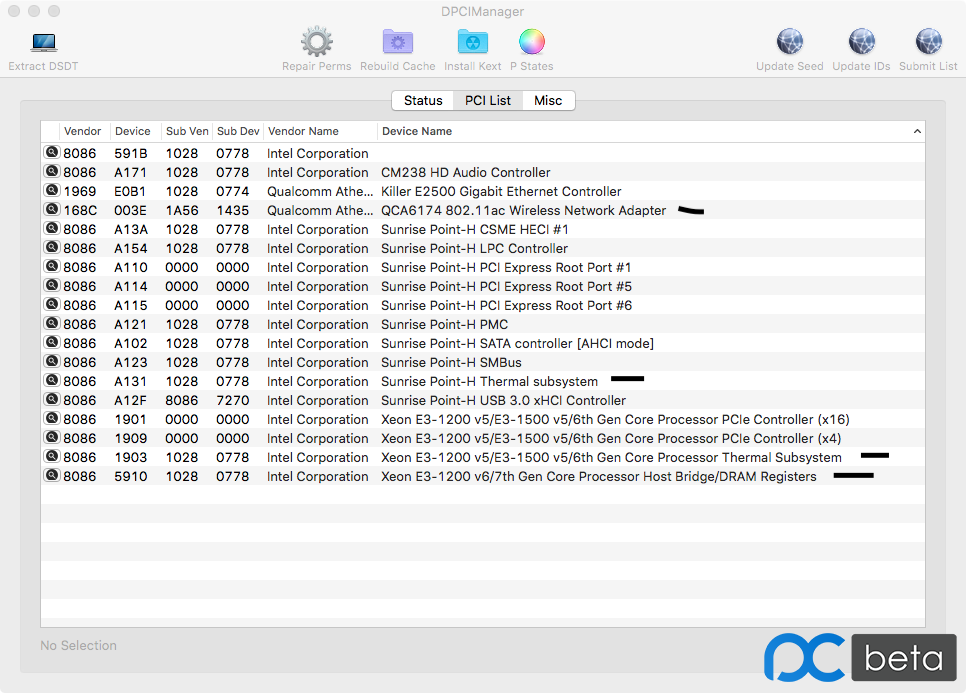 DPCIManager
Extract DSDT Repair Perms Rebuild Cache Install Kext P States Update Seed Update IDs Submit List
Status PCI List Misc
Vendor Device Sub Ven Sub Dev Vendor Name Device Name
8086 591B 1028 0778 Intel Corporation
8086 A171 1028 0778 Intel Corporation CM238 HD Audio Controller
1969 E0B1 1028 0774 Qualcomm Athe... Killer E2500 Gigabit Ethernet Controller
168C 003E 1A56 1435 Qualcomm Athe... QCA6174 802.11ac Wireless Network Adapter
8086 A13A 1028 0778 Intel Corporation Sunrise Point-H CSME HECI #1
8086 A154 1028 0778 Intel Corporation Sunrise Point-H LPC Controller
8086 A110 0000 0000 Intel Corporation Sunrise Point-H PCI Express Root Port #1
8086 A114 0000 0000 Intel Corporation Sunrise Point-H PCI Express Root Port #5
8086 A115 0000 0000 Intel Corporation Sunrise Point-H PCI Express Root Port #6
8086 A121 1028 0778 Intel Corporation Sunrise Point-H PMC
8086 A102 1028 0778 Intel Corporation Sunrise Point-H SATA controller [AHCI mode]
8086 A123 1028 0778 Intel Corporation Sunrise Point-H SMBus
8086 A131 1028 0778 Intel Corporation Sunrise Point-H Thermal subsystem
8086 A12F 8086 7270 Intel Corporation Sunrise Point-H USB 3.0 xHCI Controller
8086 1901 0000 0000 Intel Corporation Xeon E3-1200 v5/E3-1500 v5/6th Gen Core Processor PCIe Controller (x16)
8086 1909 0000 0000 Intel Corporation Xeon E3-1200 v5/E3-1500 v5/6th Gen Core Processor PCIe Controller (x4)
8086 1903 1028 0778 Intel Corporation Xeon E3-1200 v5/E3-1500 v5/6th Gen Core Processor Thermal Subsystem
8086 5910 1028 0778 Intel Corporation Xeon E3-1200 v6/7th Gen Core Processor Host Bridge/DRAM Registers
No Selection
pc beta